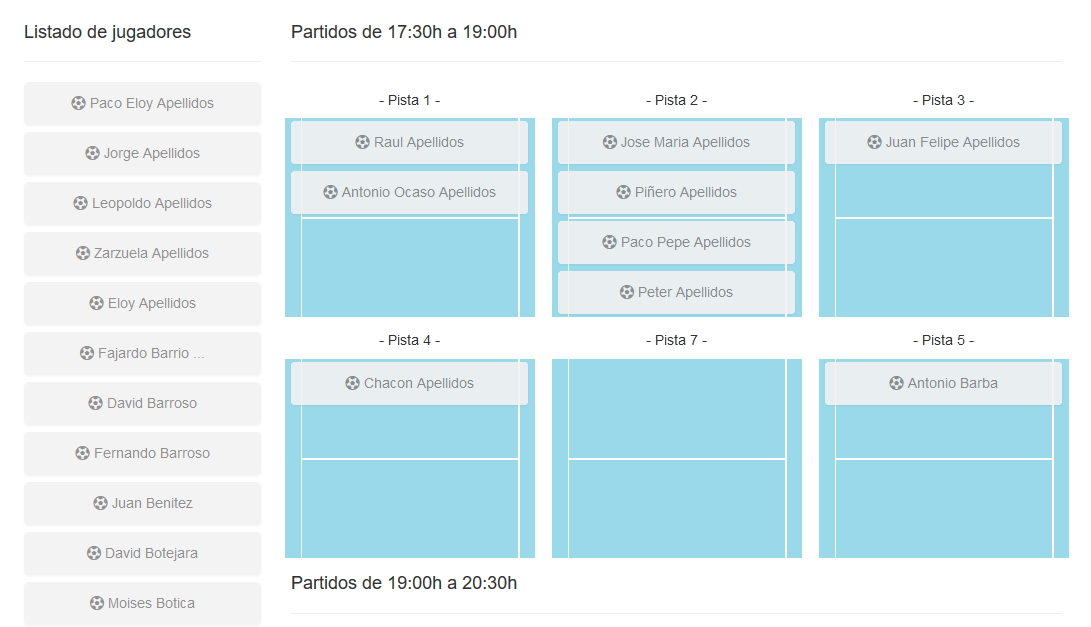 Listado de jugadores
Paco Eloy Apellidos
Jorge Apellidos
Leopoldo Apellidos
Zarzuela Apellidos
Eloy Apellidos
Fajardo Barrio ...
David Barroso
Fernando Barroso
Juan Benitez
David Botejara
Moises Botica
Partidos de 17:30h a 19:00h
- Pista 1 -
Raul Apellidos
Antonio Ocaso Apellidos
- Pista 2 -
Jose Maria Apellidos
Piñero Apellidos
Paco Pepe Apellidos
Peter Apellidos
- Pista 3 -
Juan Felipe Apellidos
- Pista 4 -
Chacon Apellidos
- Pista 7 -
- Pista 5 -
Antonio Barba
Partidos de 19:00h a 20:30h